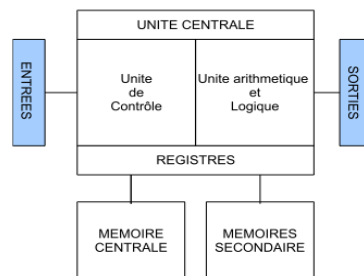 UNITE CENTRALE
ENTREES
Unite
de
Contrôle
Unite arithmetique
et
Logique
SORTIES
REGISTRES
MEMOIRE
CENTRALE
MEMOIRES
SECONDAIRE